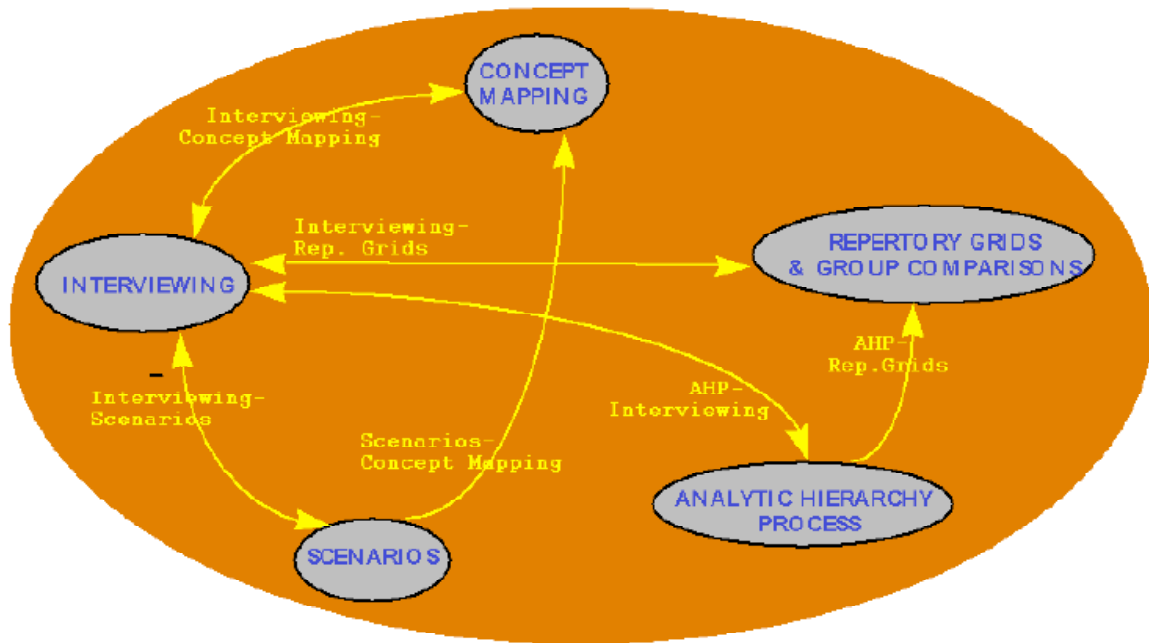 CONCEPT
MAPPING
Interviewing-
Concept Mapping
Interviewing-
Rep. Grids
REPERTORY GRIDS
& GROUP COMPARISONS
INTERVIEWING
AHP-
Rep.Grids
Interviewing-
Scenarios
AHP-
Interviewing
Scenarios-
Concept Mapping
ANALYTIC HIERARCHY
PROCESS
SCENARIOS